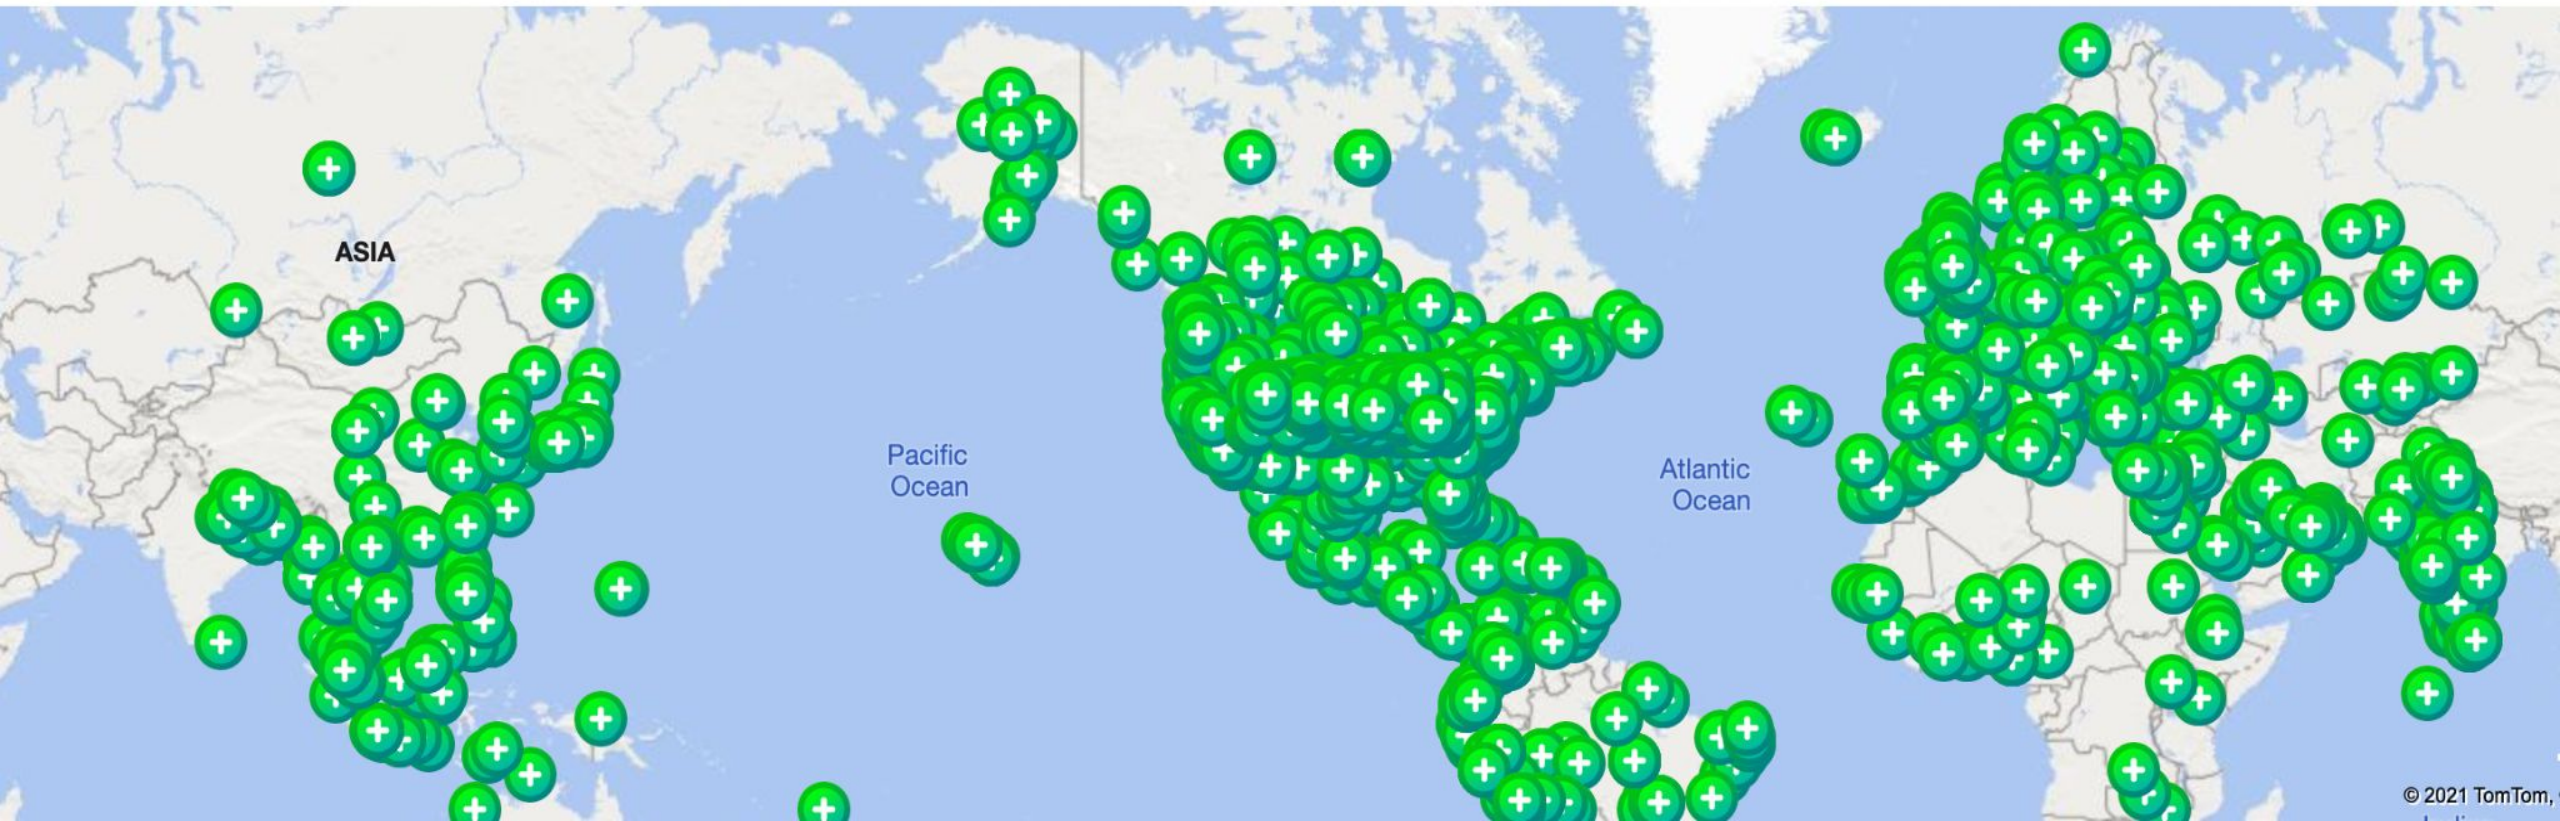 ASIA
Pacific
Ocean
Atlantic
Ocean
© 2021 TomTom,